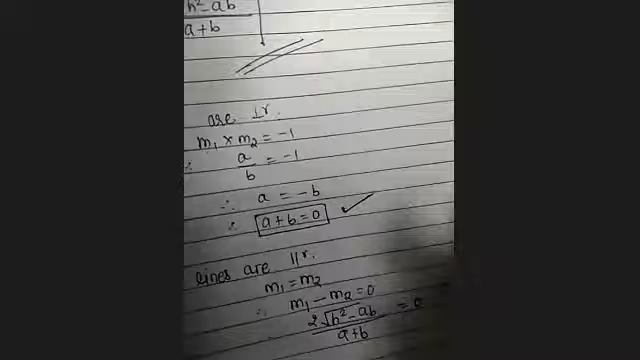 h²-ab
a+b
are ⊥r.
m₁ × m₂ = -1
∴ a/b = -1
∴ a = -b
∴ a+b=0 ✓
lines are ||r.
m₁ = m₂
∴ m₁ - m₂ = 0
2√h²-ab / a+b = 0